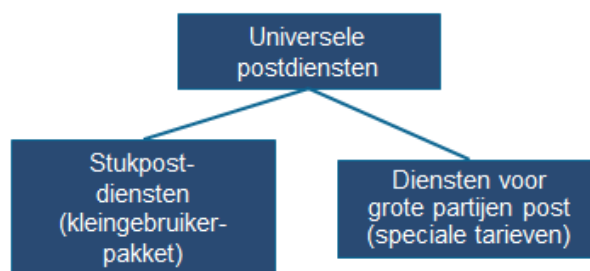 Universele
postdiensten
Stukpost-
diensten
(kleingebruiker-
pakket)
Diensten voor
grote partijen post
(speciale tarieven)